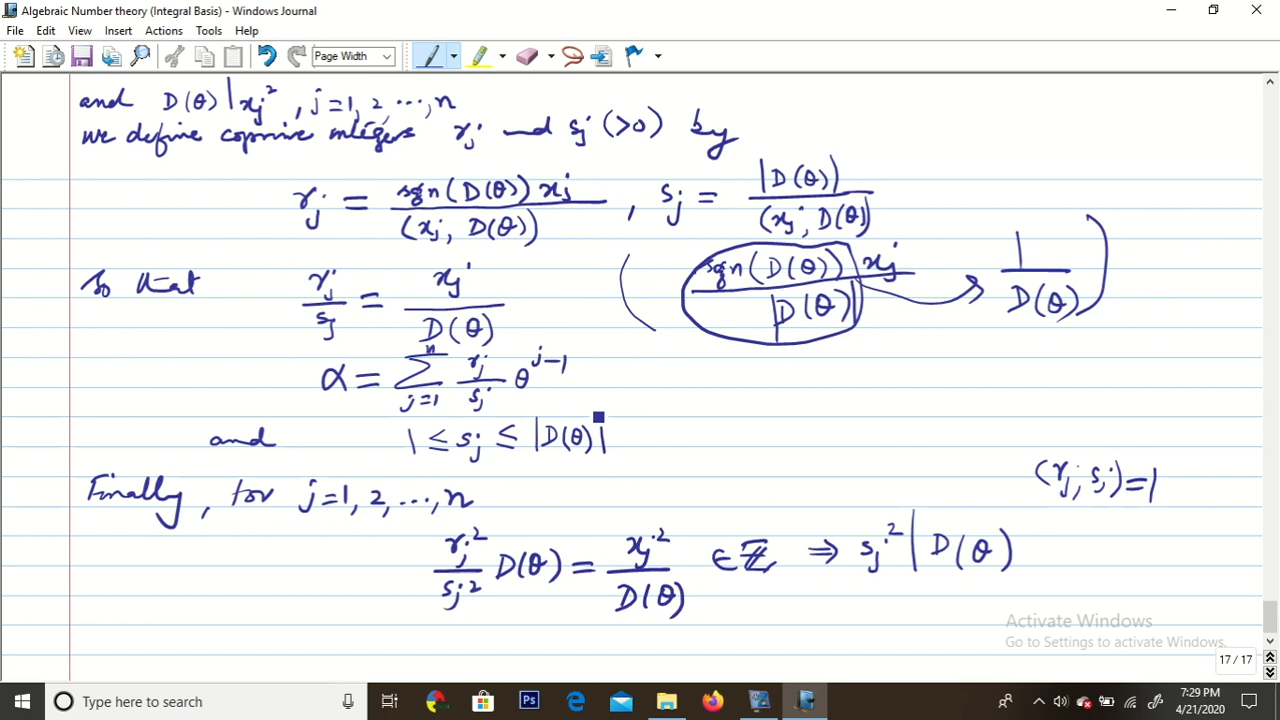 Algebraic Number theory (Integral Basis) - Windows Journal
File Edit View Insert Actions Tools Help
Page Width
and D(θ) | xj², j=1, 2, ..., n
we define coprime integers rj and sj (>0) by
rj = sgn(D(θ)) xj / (xj, D(θ)) , sj = |D(θ)| / (xj, D(θ))
So that rj/sj = xj / D(θ) ( sgn(D(θ)) xj / |D(θ)| → 1 / D(θ) )
α = Σ_{j=1}^{n} rj/sj θ^{j-1}
and 1 ≤ sj ≤ |D(θ)|
Finally, for j=1, 2, ..., n (rj, sj)=1
rj²/sj² D(θ) = xj² / D(θ) ∈ ℤ ⇒ sj² | D(θ)
Activate Windows
Go to Settings to activate Windows.
17 / 17
Type here to search
7:29 PM
4/21/2020